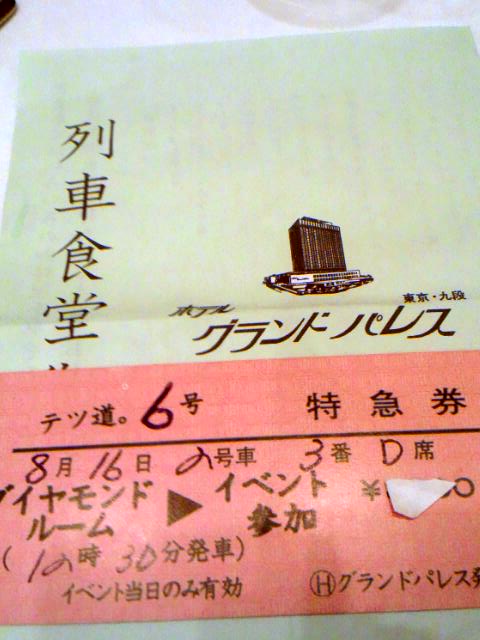 列車食堂
東京・九段
ホテル
グランドパレス
テツ道。6号 特急券
8月16日 2号車 3番 D席
ダイヤモンドルーム ▶ イベント参加 ¥ 0
(12時30分発車)
イベント当日のみ有効
Ⓗグランドパレス発